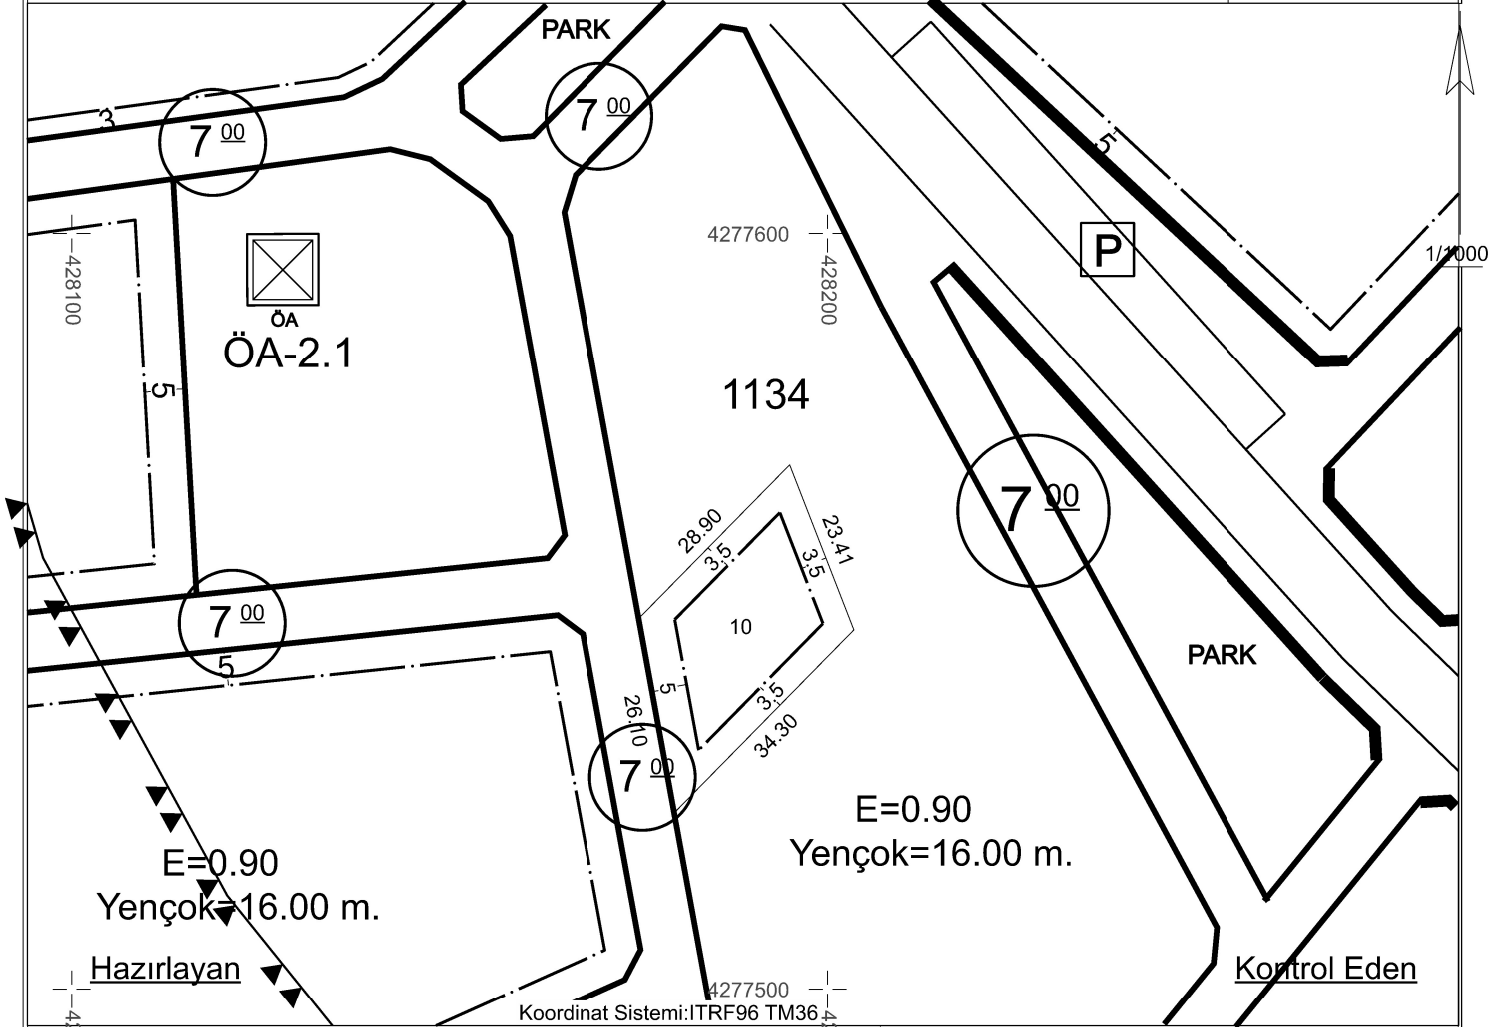 PARK
7 00
3
7 00
5
4277600
P
1/1000
428100
428200
ÖA
ÖA-2.1
5
1134
7 00
28.90
23.41
3,5
3,5
10
7 00
5
PARK
5
3,5
26.10
34.30
7 00
E=0.90
Yençok=16.00 m.
E=0.90
Yençok=16.00 m.
Hazırlayan
Kontrol Eden
4277500
Koordinat Sistemi:ITRF96 TM36